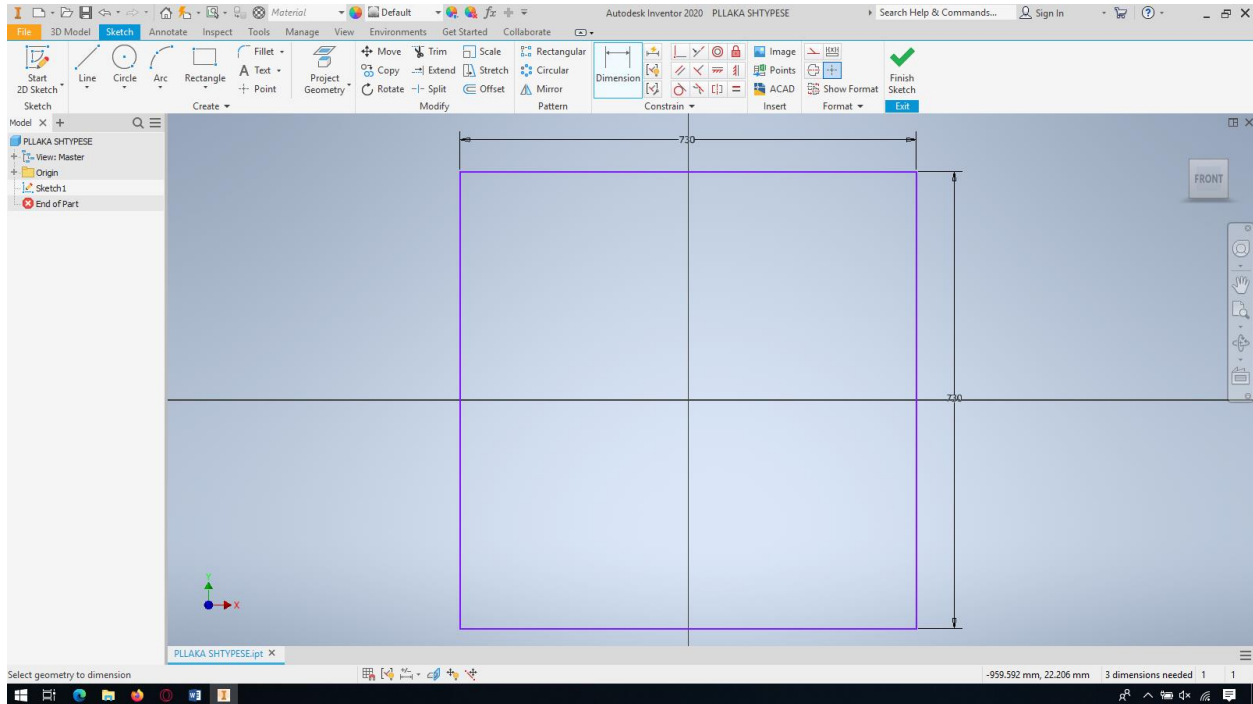 Material Default fx Autodesk Inventor 2020 PLLAKA SHTYPESE Search Help & Commands... Sign In
File 3D Model Sketch Annotate Inspect Tools Manage View Environments Get Started Collaborate
Start 2D Sketch Line Circle Arc Rectangle Fillet Text Point Project Geometry
Move Trim Scale Rectangular
Copy Extend Stretch Circular
Rotate Split Offset Mirror
Dimension
Image
Points
ACAD Show Format
Finish Sketch
Sketch Create Modify Pattern Constrain Insert Format Exit
Model
PLLAKA SHTYPESE
View: Master
Origin
Sketch1
End of Part
730
FRONT
730
Y
X
PLLAKA SHTYPESE.ipt
Select geometry to dimension -959.592 mm, 22.206 mm 3 dimensions needed 1 1